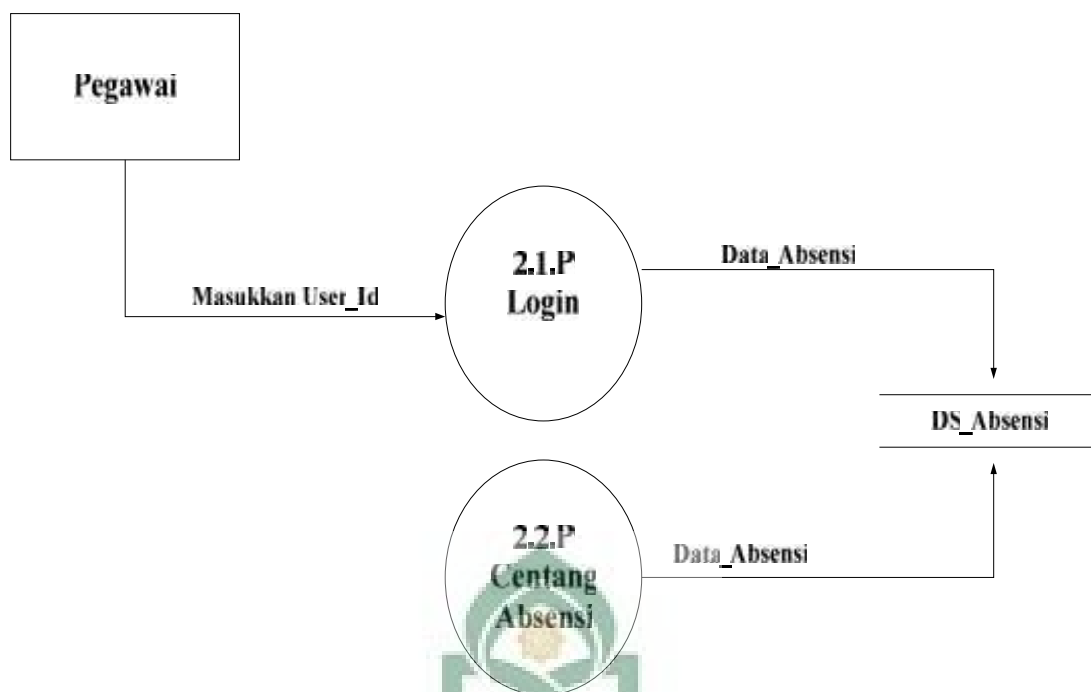 Pegawai
Masukkan User_Id
2.1.P
Login
Data_Absensi
DS_Absensi
2.2.P
Centang
Absensi
Data_Absensi